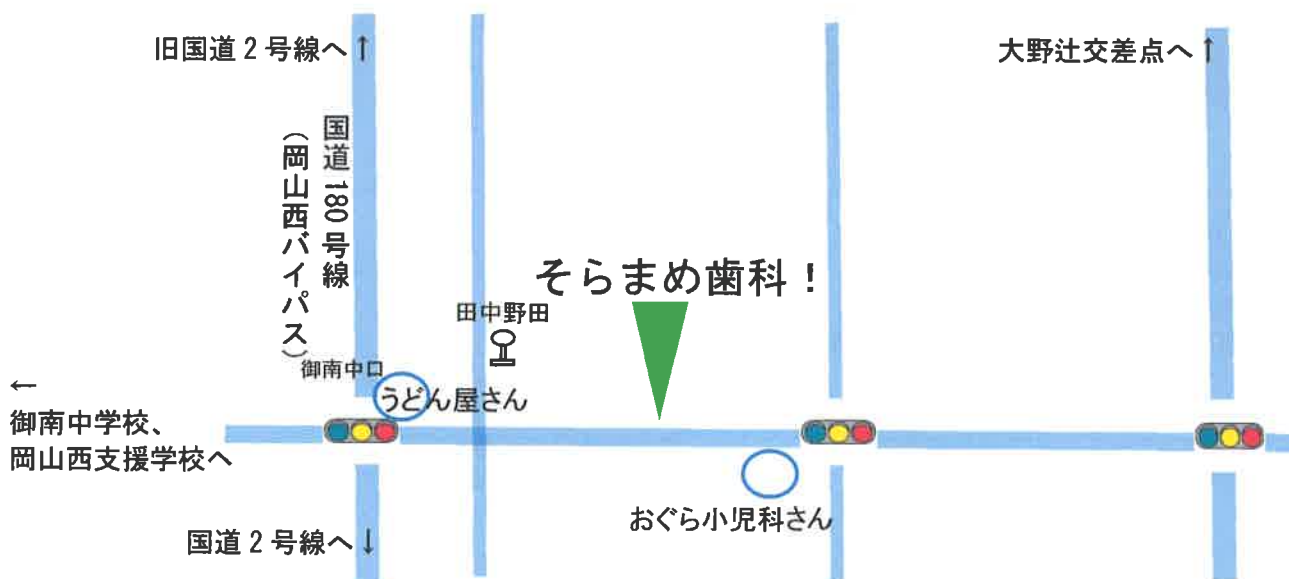 旧国道2号線へ↑
大野辻交差点へ↑
国道180号線
（岡山西バイパス）
そらまめ歯科！
田中野田
御南中口
うどん屋さん
←
御南中学校、
岡山西支援学校へ
おぐら小児科さん
国道2号線へ↓